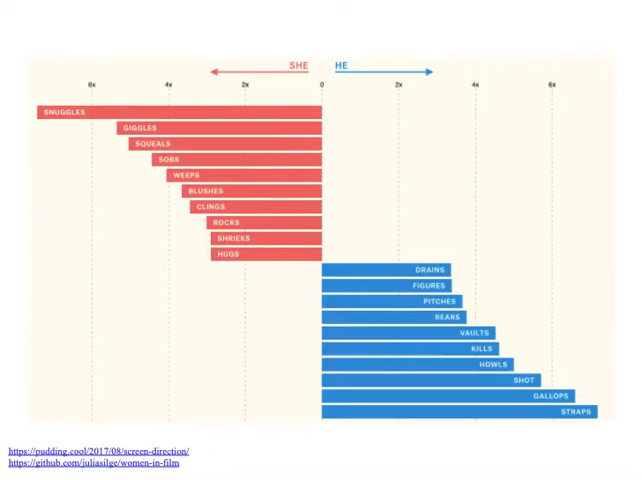 SHE HE
6x 4x 2x 0 2x 4x 6x
SNUGGLES
GIGGLES
SQUEALS
SOBS
WEEPS
BLUSHES
CLINGS
ROCKS
SHRIEKS
HUGS
DRAINS
FIGURES
PITCHES
REARS
VAULTS
KILLS
HOWLS
SHOT
GALLOPS
STRAPS
https://pudding.cool/2017/08/screen-direction/
https://github.com/juliasilge/women-in-film